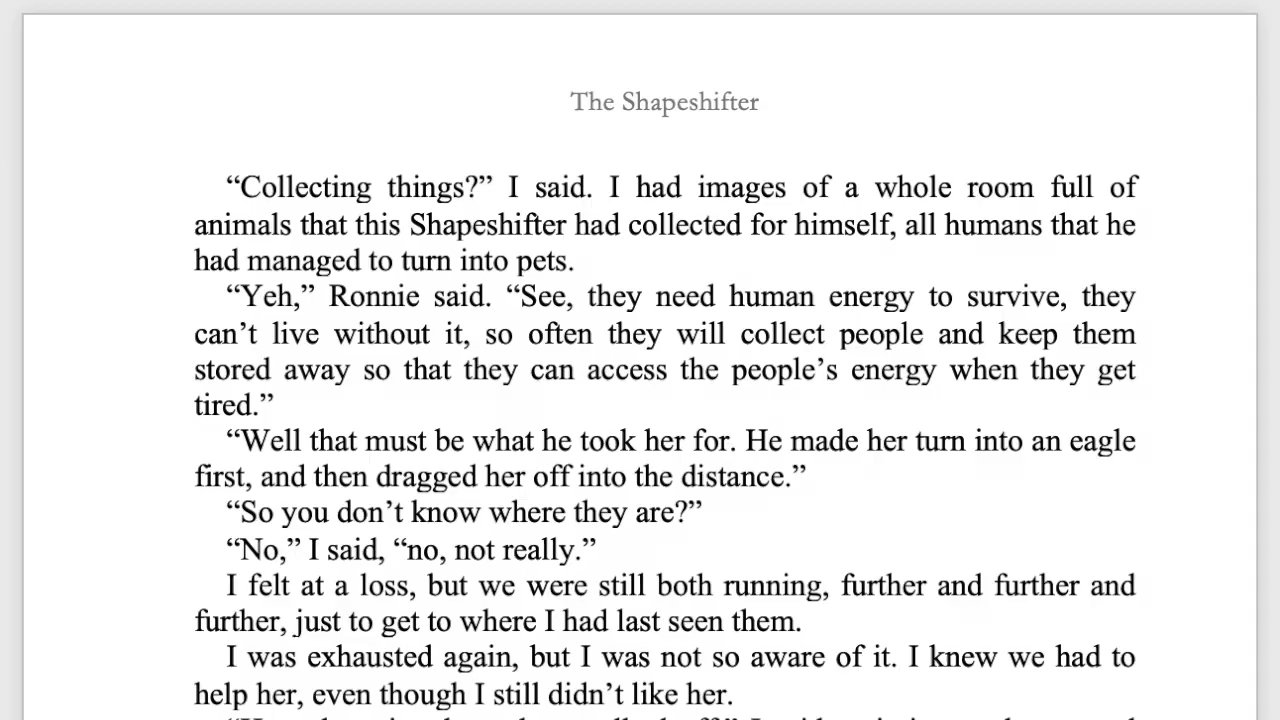 The Shapeshifter
“Collecting things?” I said. I had images of a whole room full of
animals that this Shapeshifter had collected for himself, all humans that he
had managed to turn into pets.
“Yeh,” Ronnie said. “See, they need human energy to survive, they
can’t live without it, so often they will collect people and keep them
stored away so that they can access the people’s energy when they get
tired.”
“Well that must be what he took her for. He made her turn into an eagle
first, and then dragged her off into the distance.”
“So you don’t know where they are?”
“No,” I said, “no, not really.”
I felt at a loss, but we were still both running, further and further and
further, just to get to where I had last seen them.
I was exhausted again, but I was not so aware of it. I knew we had to
help her, even though I still didn’t like her.